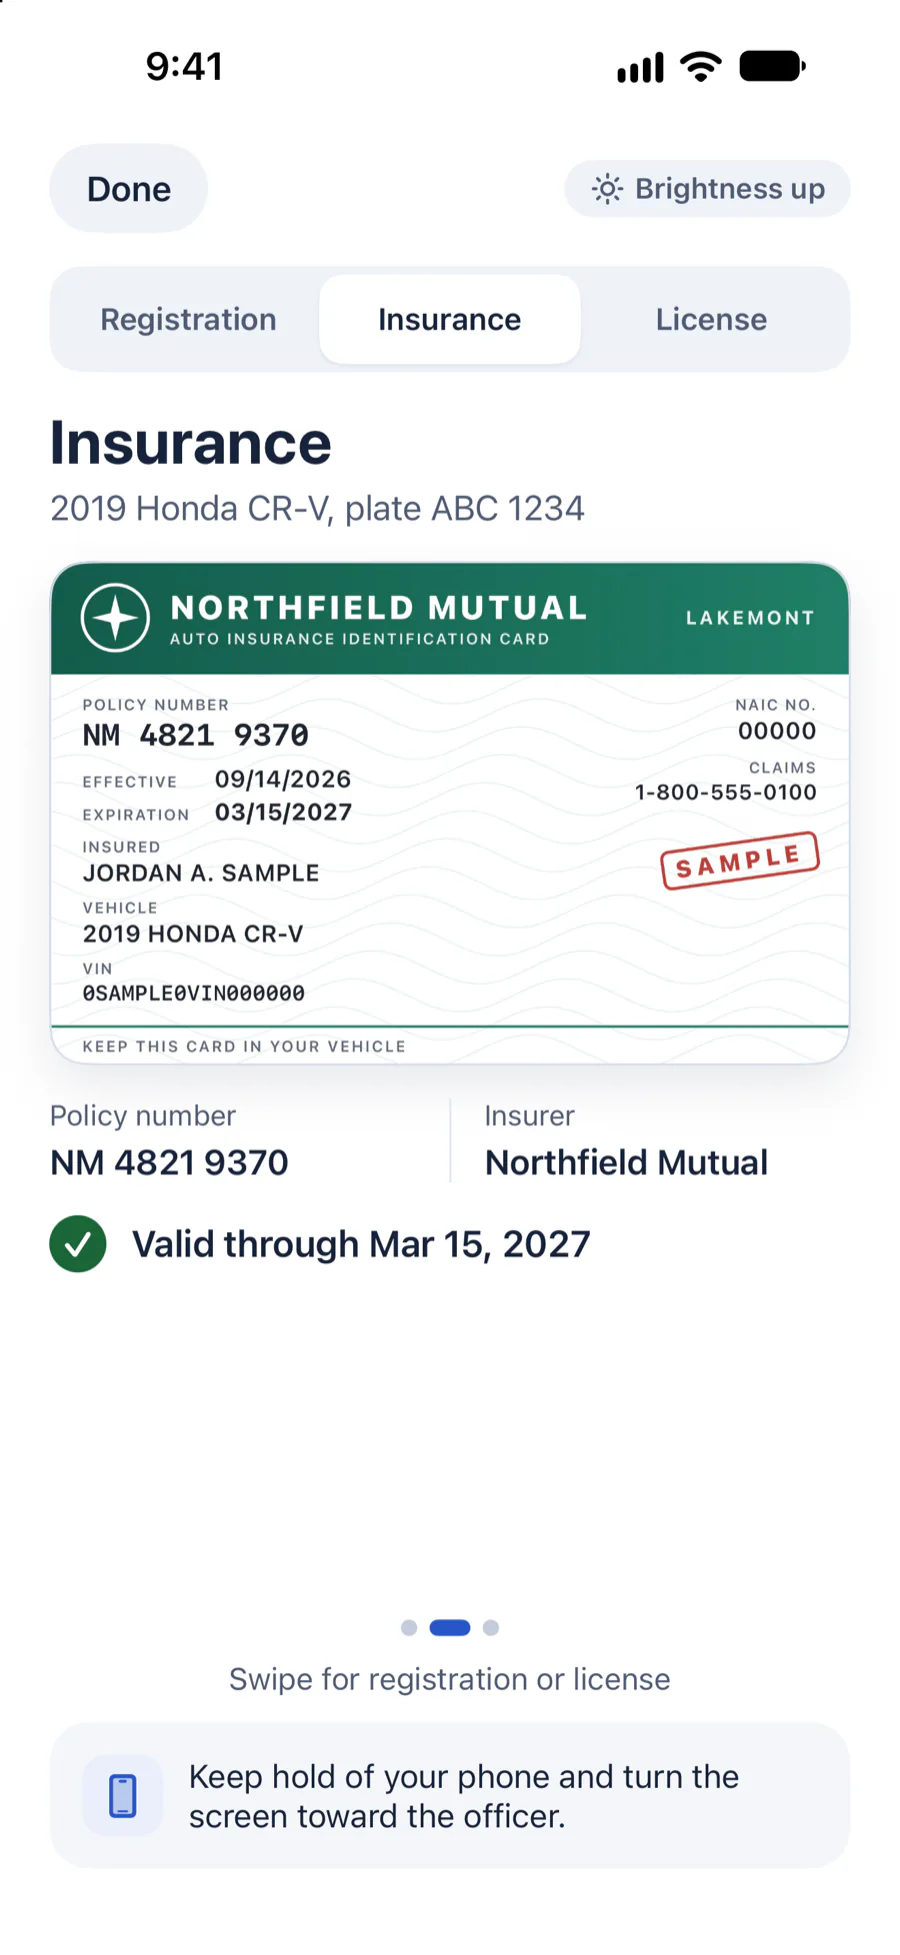 9:41
Done
Brightness up
Registration
Insurance
License
Insurance
2019 Honda CR-V, plate ABC 1234
NORTHFIELD MUTUAL
AUTO INSURANCE IDENTIFICATION CARD
LAKEMONT
POLICY NUMBER
NM 4821 9370
EFFECTIVE 09/14/2026
EXPIRATION 03/15/2027
INSURED
JORDAN A. SAMPLE
VEHICLE
2019 HONDA CR-V
VIN
0SAMPLE0VIN000000
NAIC NO.
00000
CLAIMS
1-800-555-0100
SAMPLE
KEEP THIS CARD IN YOUR VEHICLE
Policy number
NM 4821 9370
Insurer
Northfield Mutual
Valid through Mar 15, 2027
Swipe for registration or license
Keep hold of your phone and turn the
screen toward the officer.